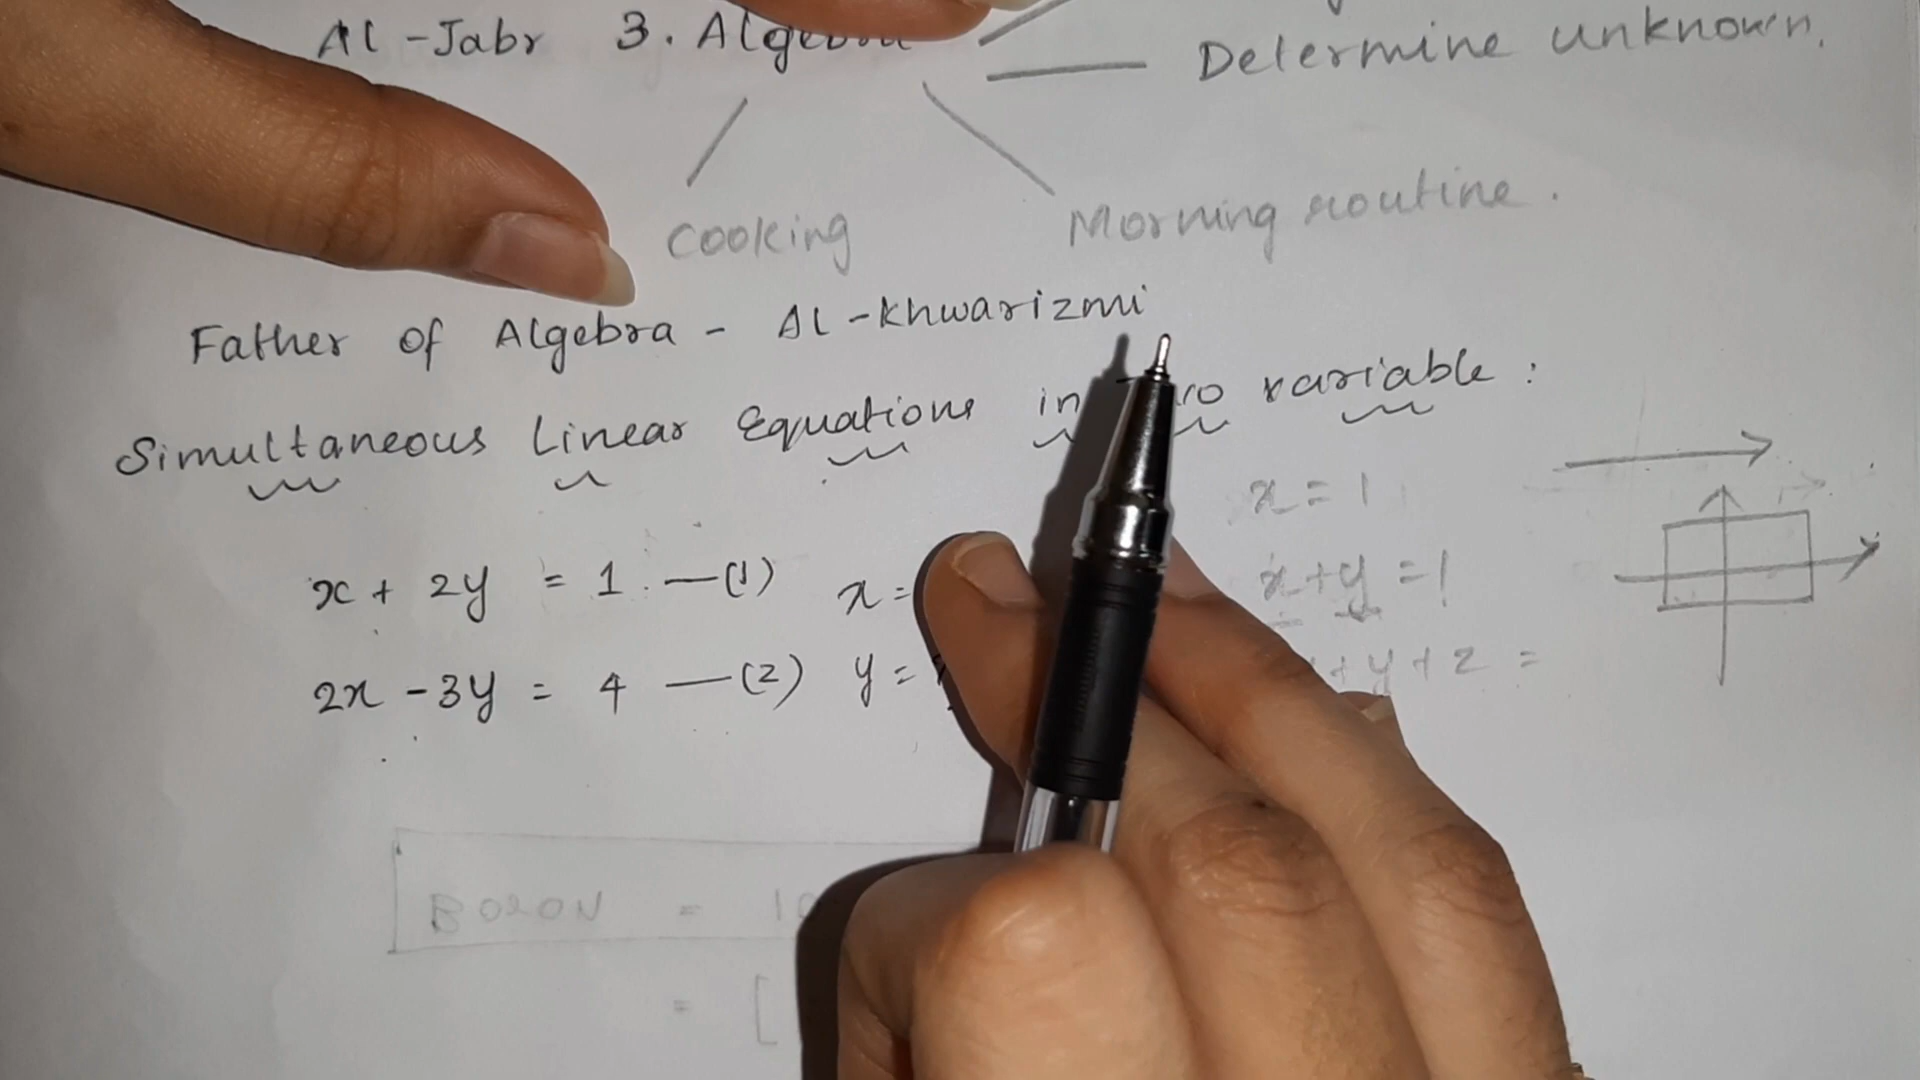 Al-Jabr 3. Algebra
Determine unknown.
Cooking
Morning routine.
Father of Algebra - Al-Khwarizmi
Simultaneous Linear Equations in variable :
x = 1
x + 2y = 1 —(1) x =
x + y = 1
2x - 3y = 4 —(2) y =
+ y + z =
BORON =
= [